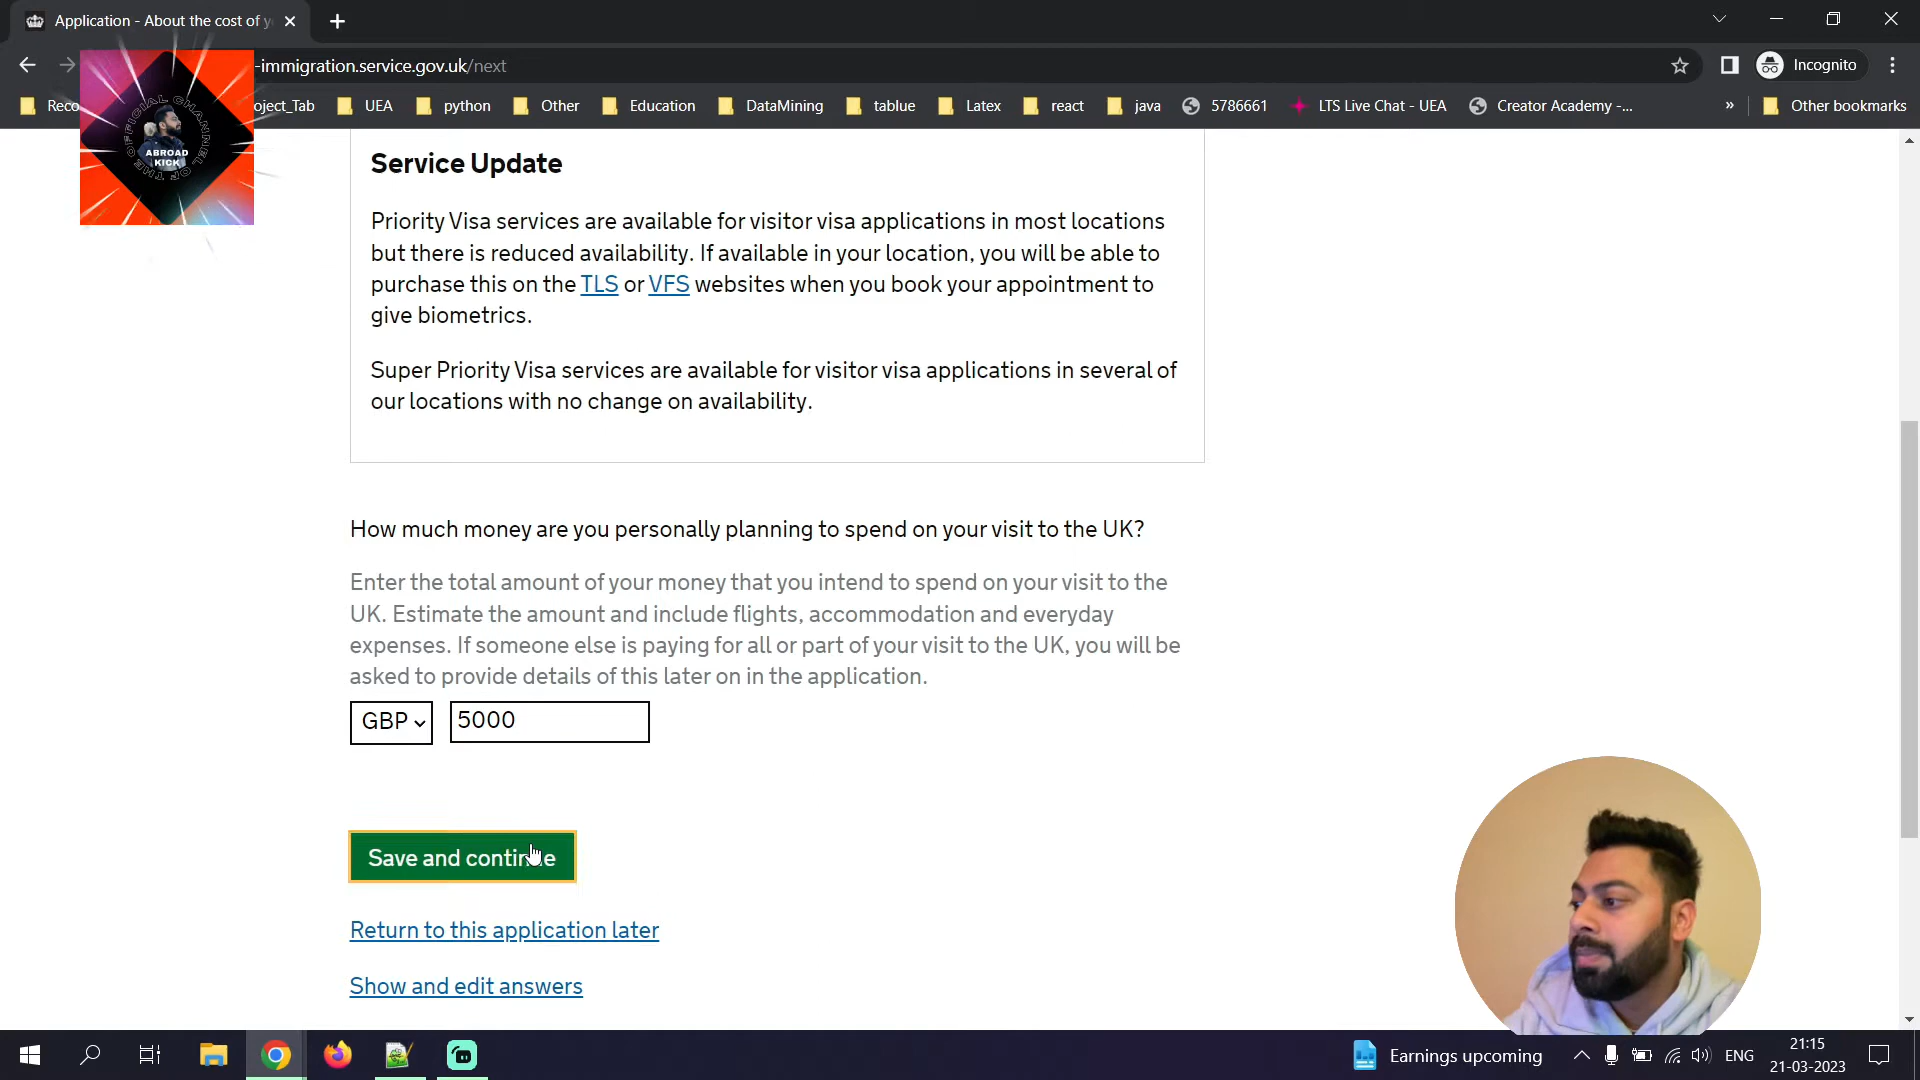 Application - About the cost of y
-immigration.service.gov.uk/next
Incognito
Reco
oject_Tab
UEA
python
Other
Education
DataMining
tablue
Latex
react
java
5786661
LTS Live Chat - UEA
Creator Academy -...
»
Other bookmarks
OFFICIAL CHANNEL OF THE
ABROAD
KICK
Service Update
Priority Visa services are available for visitor visa applications in most locations
but there is reduced availability. If available in your location, you will be able to
purchase this on the TLS or VFS websites when you book your appointment to
give biometrics.
Super Priority Visa services are available for visitor visa applications in several of
our locations with no change on availability.
How much money are you personally planning to spend on your visit to the UK?
Enter the total amount of your money that you intend to spend on your visit to the
UK. Estimate the amount and include flights, accommodation and everyday
expenses. If someone else is paying for all or part of your visit to the UK, you will be
asked to provide details of this later on in the application.
GBP 5000
Save and continue
Return to this application later
Show and edit answers
Earnings upcoming
ENG
21:15
21-03-2023